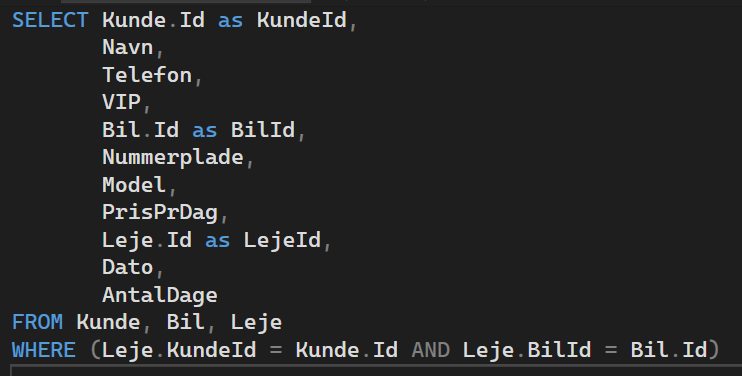 SELECT Kunde.Id as KundeId,
Navn,
Telefon,
VIP,
Bil.Id as BilId,
Nummerplade,
Model,
PrisPrDag,
Leje.Id as LejeId,
Dato,
AntalDage
FROM Kunde, Bil, Leje
WHERE (Leje.KundeId = Kunde.Id AND Leje.BilId = Bil.Id)